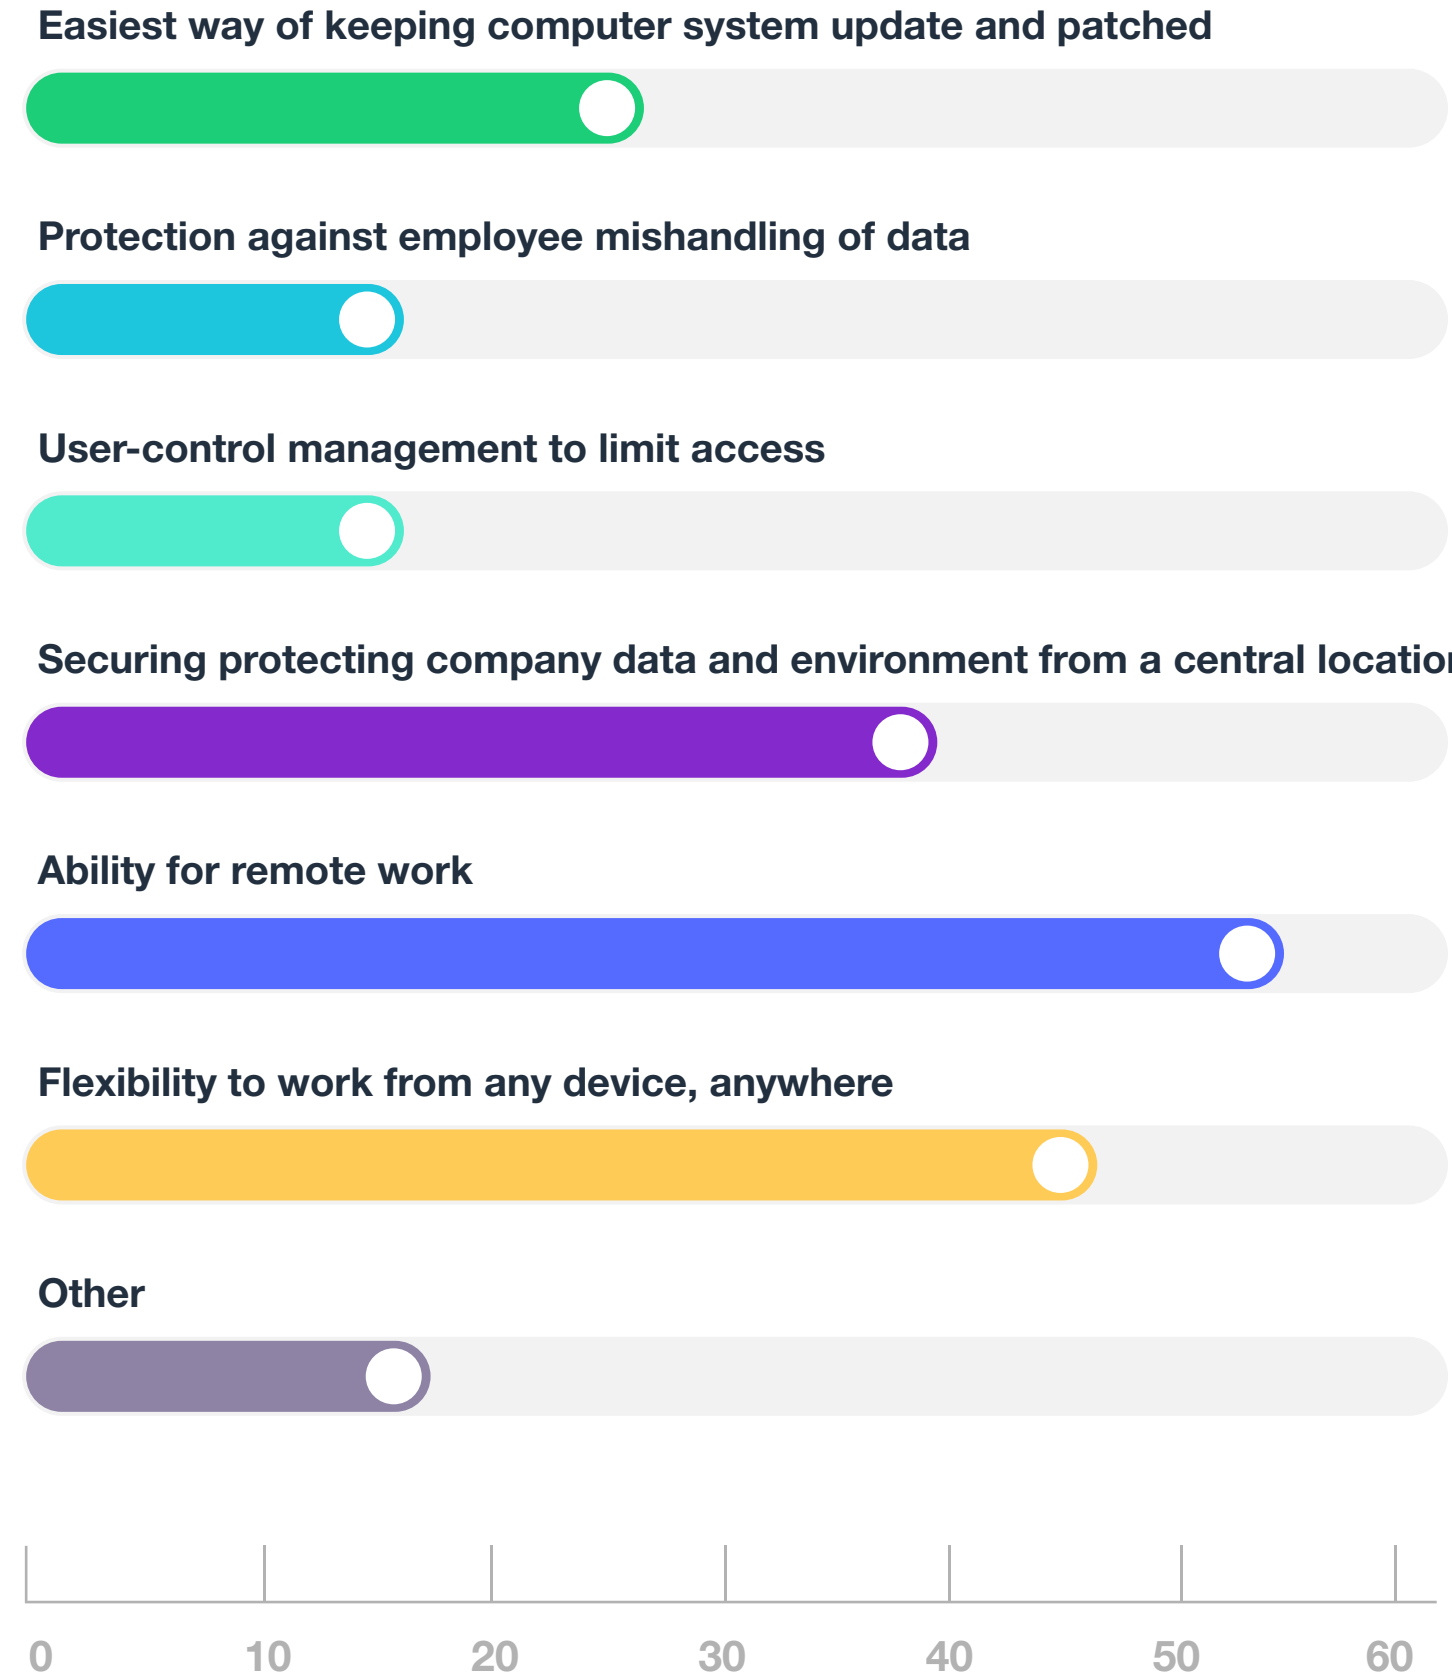 Easiest way of keeping computer system update and patched
Protection against employee mishandling of data
User-control management to limit access
Securing protecting company data and environment from a central location
Ability for remote work
Flexibility to work from any device, anywhere
Other
0 10 20 30 40 50 60